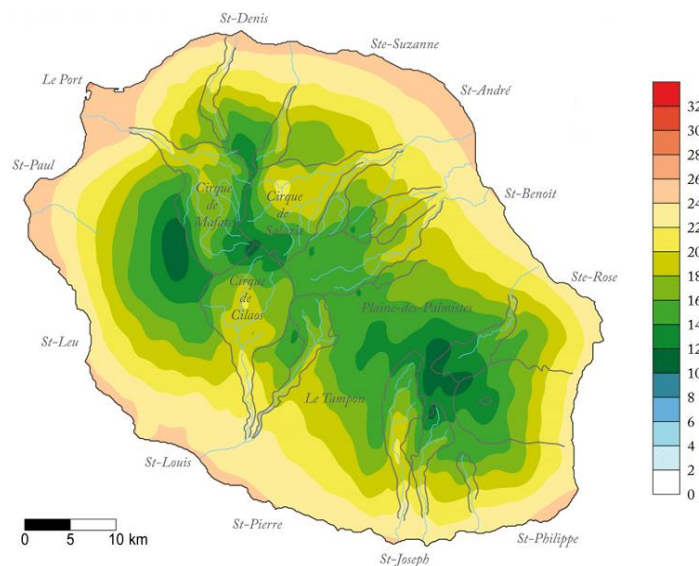 St-Denis
Ste-Suzanne
Le Port
St-André
St-Paul
St-Benoît
Cirque
de
Mafate
Cirque
de
Salazie
Ste-Rose
Cirque
de
Cilaos
Plaine-des-Palmistes
St-Leu
Le Tampon
St-Louis
St-Pierre
St-Joseph
St-Philippe
0 5 10 km
32
30
28
26
24
22
20
18
16
14
12
10
8
6
4
2
0